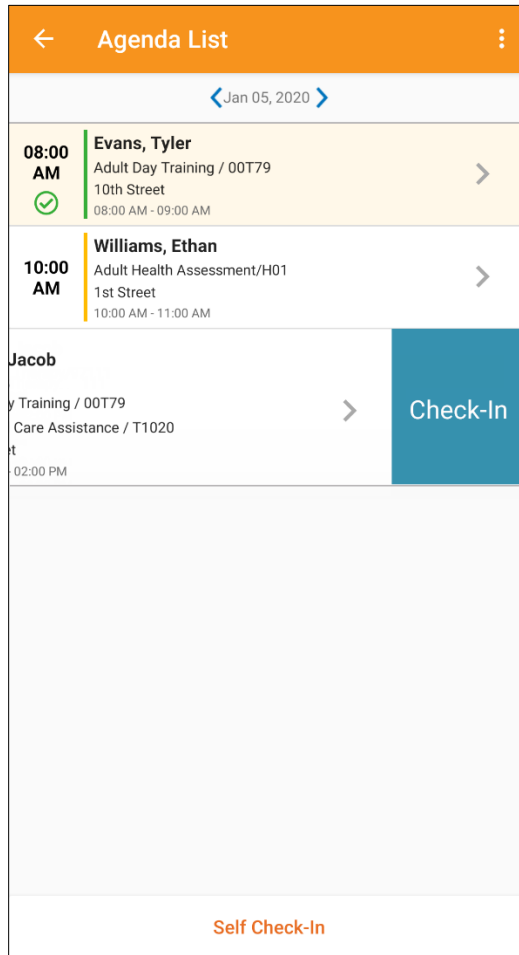 Agenda List
Jan 05, 2020
08:00
AM
Evans, Tyler
Adult Day Training / 00T79
10th Street
08:00 AM - 09:00 AM
10:00
AM
Williams, Ethan
Adult Health Assessment/H01
1st Street
10:00 AM - 11:00 AM
Jacob
y Training / 00T79
Care Assistance / T1020
et
02:00 PM
Check-In
Self Check-In